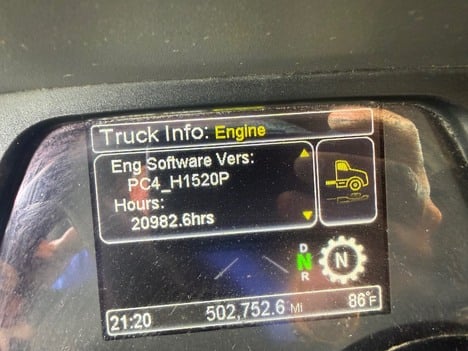 Truck Info: Engine
Eng Software Vers:
PC4_H1520P
Hours:
20982.6hrs
D
N
R
N
21:20 502,752.6 MI 86°F